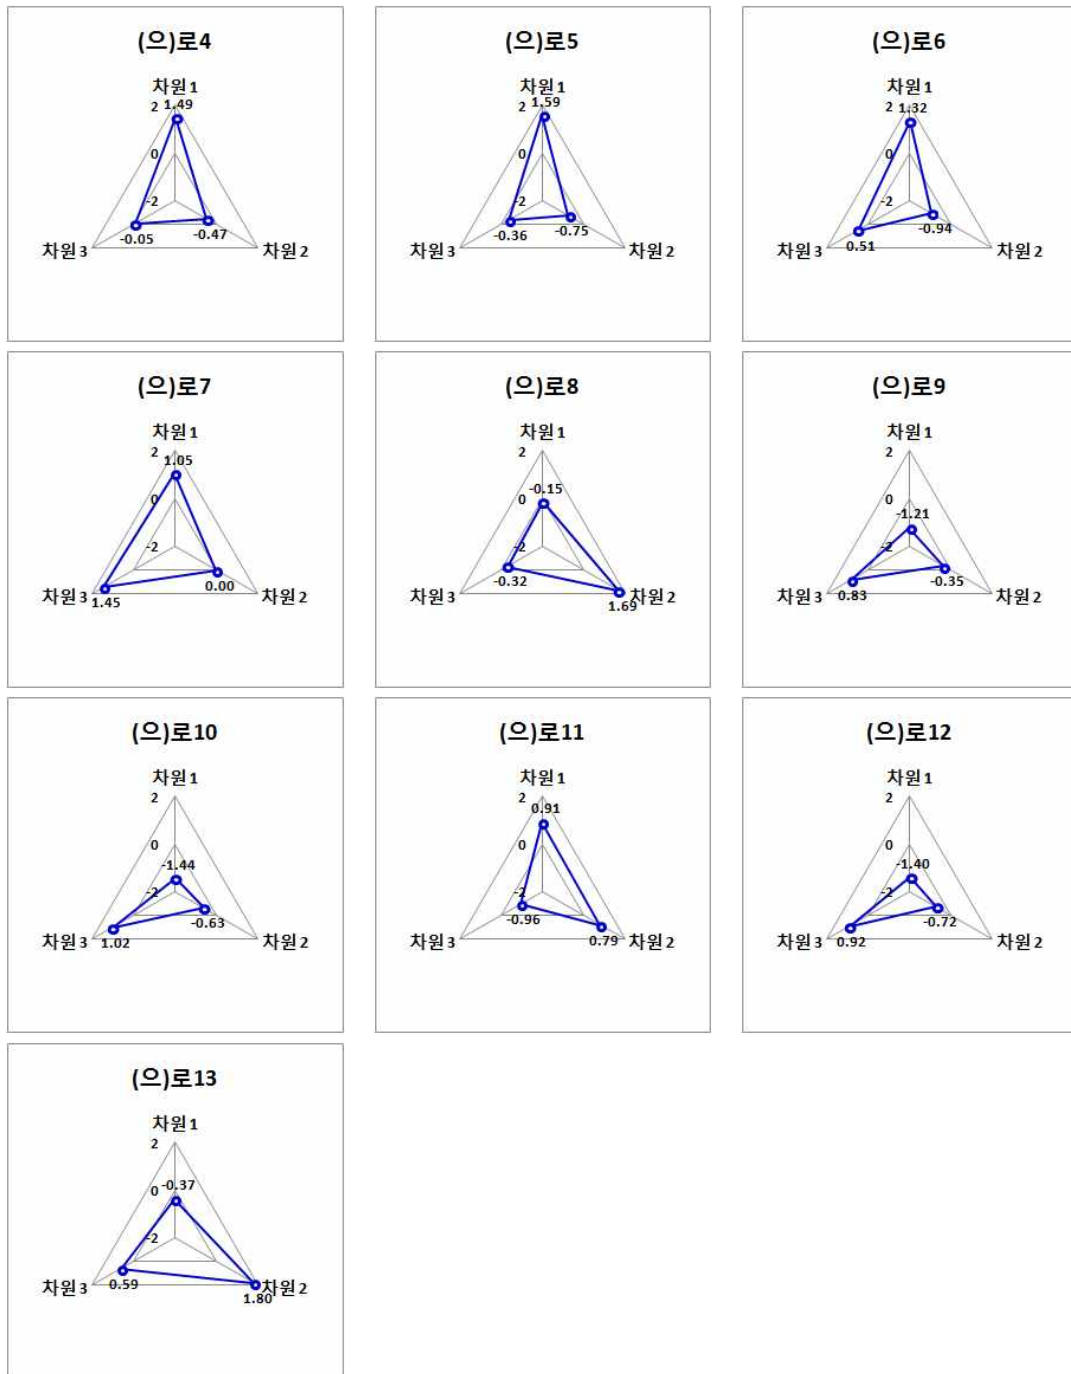 (으)로4
차원1
2
1.49
0
-2
-0.05
-0.47
차원3
차원2
(으)로5
차원1
2
1.59
0
-2
-0.36
-0.75
차원3
차원2
(으)로6
차원1
2
1.32
0
-2
0.51
-0.94
차원3
차원2
(으)로7
차원1
2
1.05
0
-2
0.00
차원3
1.45
차원2
(으)로8
차원1
2
-0.15
0
-2
-0.32
차원3
차원2
1.69
(으)로9
차원1
2
0
-1.21
-2
-0.35
차원3
0.83
차원2
(으)로10
차원1
2
0
-1.44
-2
-0.63
차원3
1.02
차원2
(으)로11
차원1
2
0.91
0
-2
-0.96
차원3
0.79
차원2
(으)로12
차원1
2
0
-1.40
-2
-0.72
차원3
0.92
차원2
(으)로13
차원1
2
-0.37
0
-2
0.59
차원3
차원2
1.80